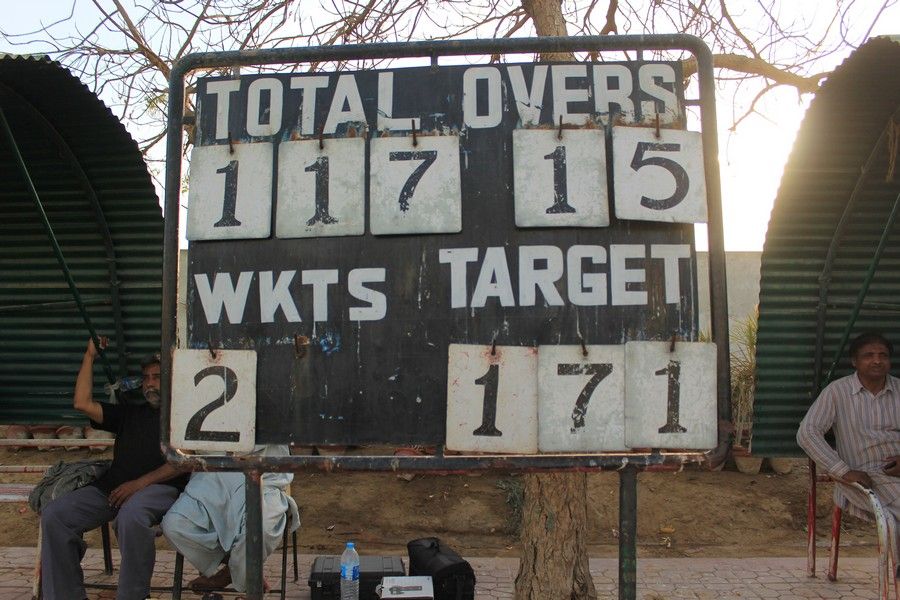 TOTAL OVERS
117 15
WKTS TARGET
2 171